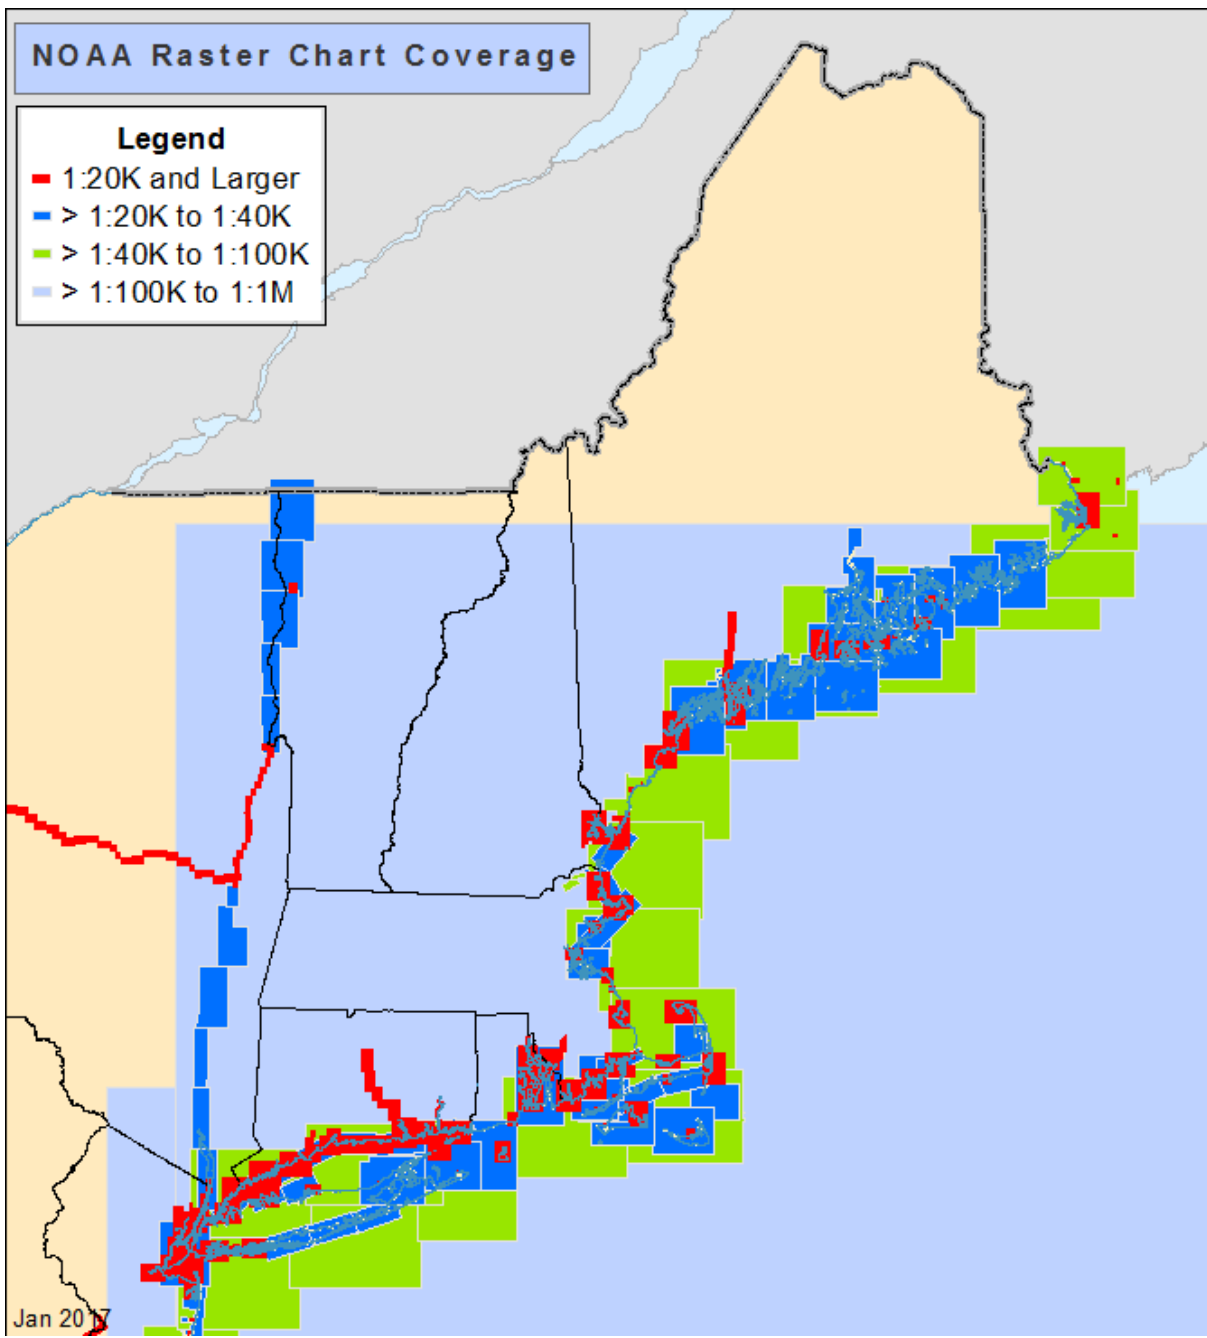 NOAA Raster Chart Coverage
Legend
1:20K and Larger
> 1:20K to 1:40K
> 1:40K to 1:100K
> 1:100K to 1:1M
Jan 2017